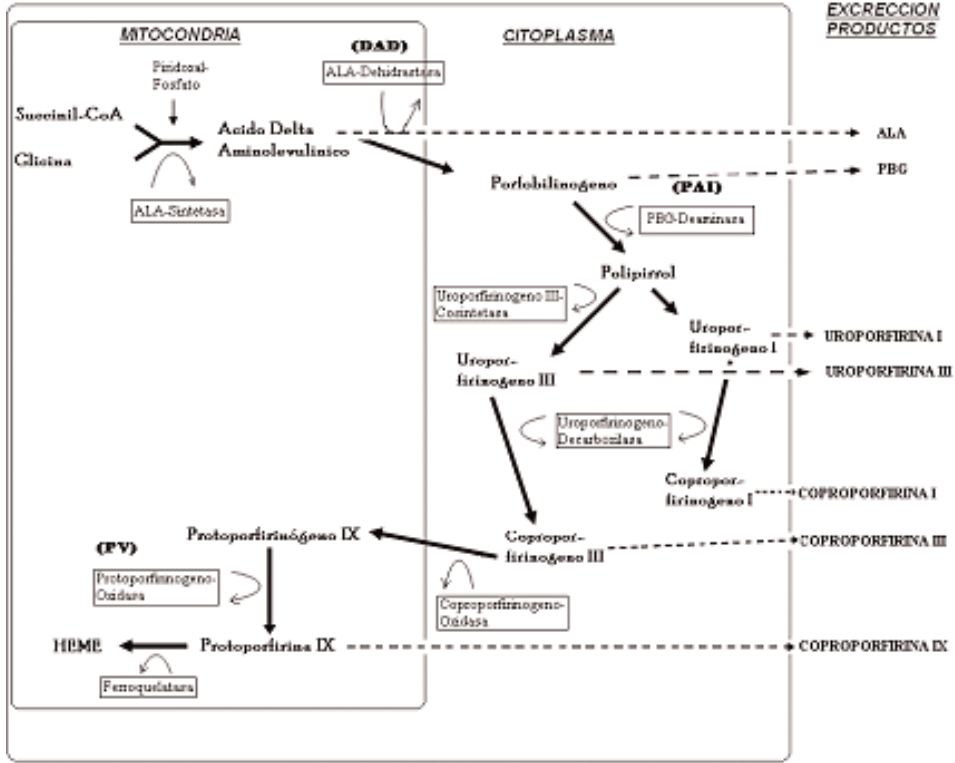 EXCRECCION
PRODUCTOS
MITOCONDRIA
CITOPLASMA
(DAD)
ALA-Dehidratasa
Piridoxal-
Fosfato
Succinil-CoA
Glicina
Acido Delta
Aminolevulinico
ALA
PBG
ALA-Sintetasa
Porfobilinogeno
(PAI)
PBG-Deaminasa
Polipirrol
Uroporfirinogeno III-
Cosintetasa
Uropor-
firinogeno I
UROPORFIRINA I
Uropor-
firinogeno III
UROPORFIRINA III
Uroporfirinogeno-
Decarboxilasa
Copropor-
firinogeno I
COPROPORFIRINA I
Protoporfirinógeno IX
Copropor-
firinogeno III
COPROPORFIRINA III
(PV)
Protoporfinnogeno-
Oxidasa
Coproporfirinogeno-
Oxidasa
HEME
Protoporfirina IX
COPROPORFIRINA IX
Ferroquelatasa